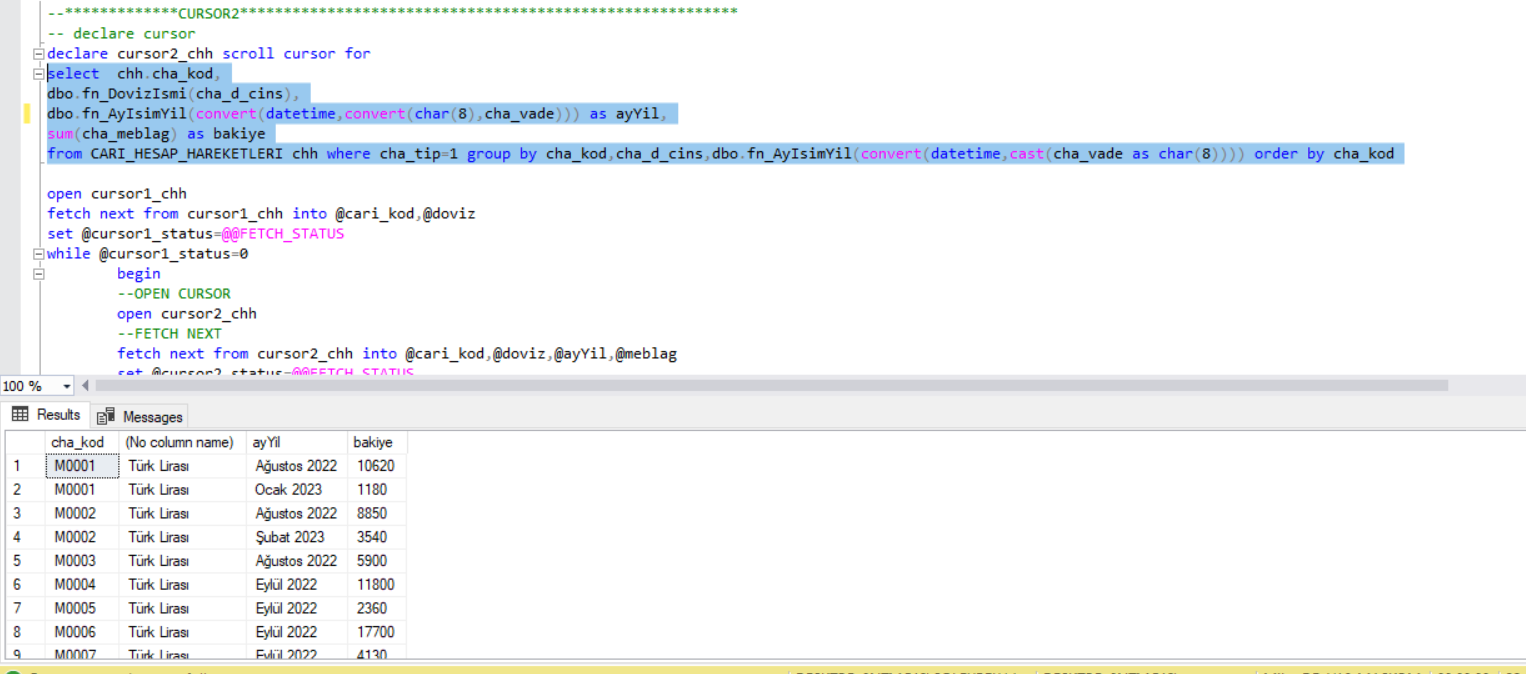 --*************CURSOR2*********************************************************
-- declare cursor
declare cursor2_chh scroll cursor for
select  chh.cha_kod,
dbo.fn_DovizIsmi(cha_d_cins),
dbo.fn_AyIsimYil(convert(datetime,convert(char(8),cha_vade))) as ayYil,
sum(cha_meblag) as bakiye
from CARI_HESAP_HAREKETLERI chh where cha_tip=1 group by cha_kod,cha_d_cins,dbo.fn_AyIsimYil(convert(datetime,cast(cha_vade as char(8)))) order by cha_kod
open cursor1_chh
fetch next from cursor1_chh into @cari_kod,@doviz
set @cursor1_status=@@FETCH_STATUS
while @cursor1_status=0
begin
--OPEN CURSOR
open cursor2_chh
--FETCH NEXT
fetch next from cursor2_chh into @cari_kod,@doviz,@ayYil,@meblag
set @cursor2_status=@@FETCH_STATUS
100 %
Results Messages
cha_kod (No column name) ayYil bakiye
1 M0001 Türk Lirası Ağustos 2022 10620
2 M0001 Türk Lirası Ocak 2023 1180
3 M0002 Türk Lirası Ağustos 2022 8850
4 M0002 Türk Lirası Şubat 2023 3540
5 M0003 Türk Lirası Ağustos 2022 5900
6 M0004 Türk Lirası Eylül 2022 11800
7 M0005 Türk Lirası Eylül 2022 2360
8 M0006 Türk Lirası Eylül 2022 17700
9 M0007 Türk Lirası Eylül 2022 4130